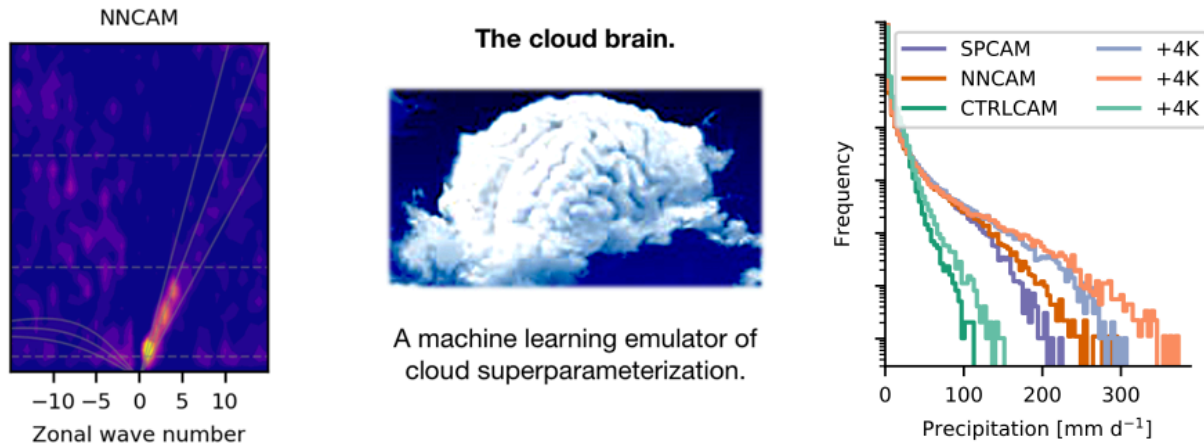 NNCAM
−10 −5 0 5 10
Zonal wave number
The cloud brain.
A machine learning emulator of
cloud superparameterization.
SPCAM +4K
NNCAM +4K
CTRLCAM +4K
Frequency
0 100 200 300
Precipitation [mm d⁻¹]